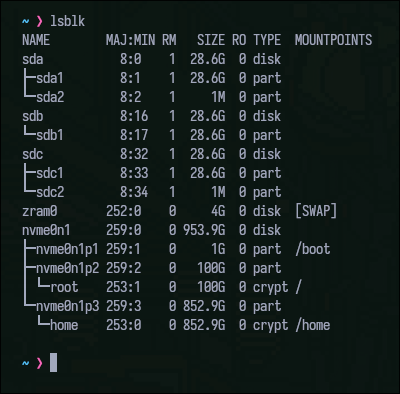 ~ ❯ lsblk
NAME        MAJ:MIN RM   SIZE RO TYPE  MOUNTPOINTS
sda           8:0    1  28.6G  0 disk
├─sda1        8:1    1  28.6G  0 part
└─sda2        8:2    1     1M  0 part
sdb           8:16   1  28.6G  0 disk
└─sdb1        8:17   1  28.6G  0 part
sdc           8:32   1  28.6G  0 disk
├─sdc1        8:33   1  28.6G  0 part
└─sdc2        8:34   1     1M  0 part
zram0       252:0    0     4G  0 disk  [SWAP]
nvme0n1     259:0    0 953.9G  0 disk
├─nvme0n1p1 259:1    0     1G  0 part  /boot
├─nvme0n1p2 259:2    0   100G  0 part
│ └─root    253:1    0   100G  0 crypt /
└─nvme0n1p3 259:3    0 852.9G  0 part
  └─home    253:0    0 852.9G  0 crypt /home
~ ❯